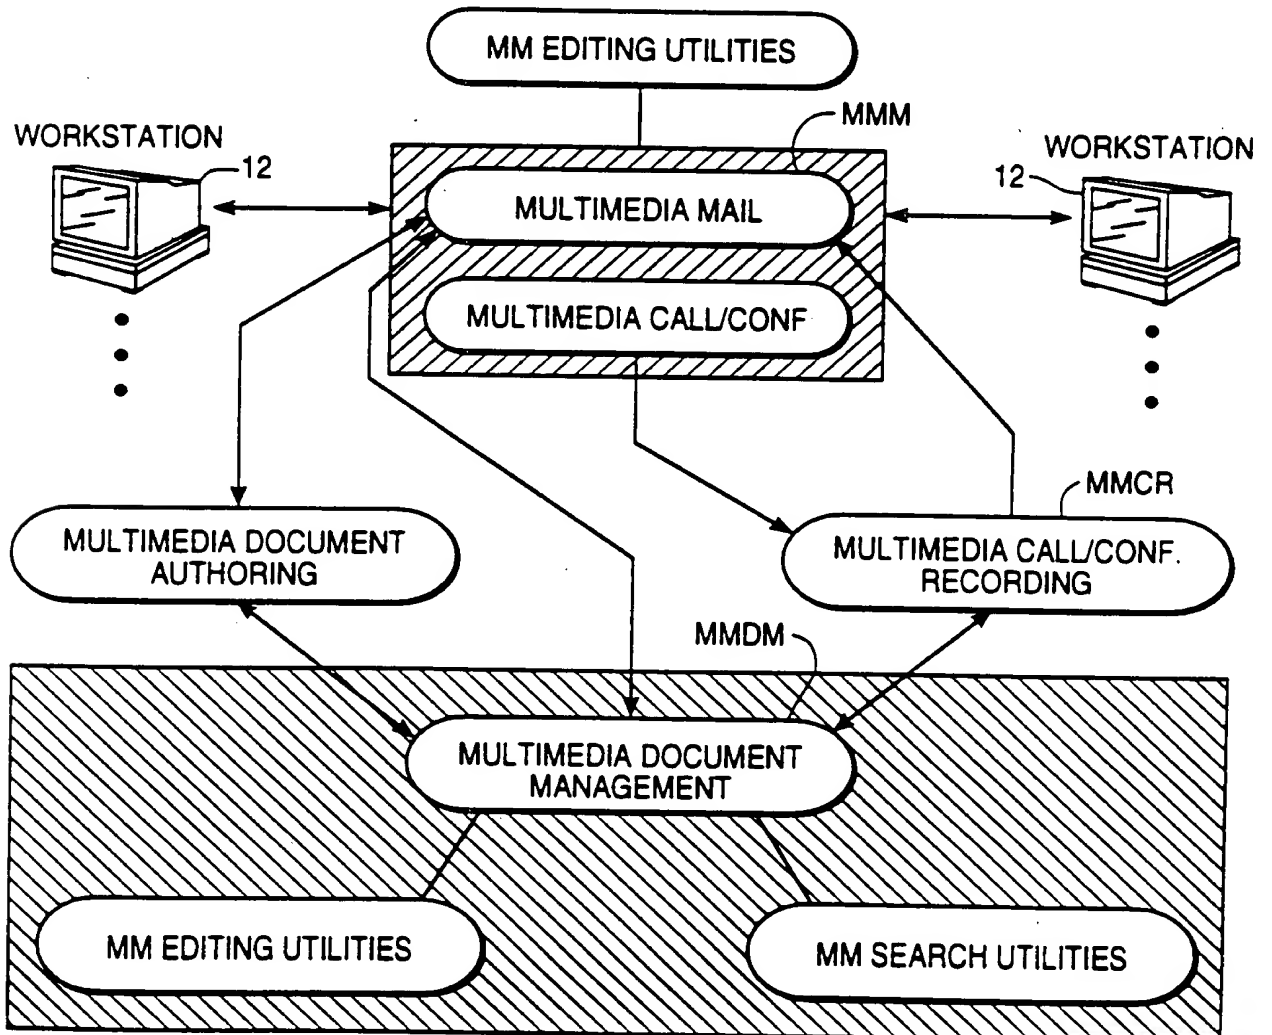 MM EDITING UTILITIES
MMM
WORKSTATION
12
WORKSTATION
12
MULTIMEDIA MAIL
MULTIMEDIA CALL/CONF
MMCR
MULTIMEDIA DOCUMENT
AUTHORING
MULTIMEDIA CALL/CONF.
RECORDING
MMDM
MULTIMEDIA DOCUMENT
MANAGEMENT
MM EDITING UTILITIES
MM SEARCH UTILITIES